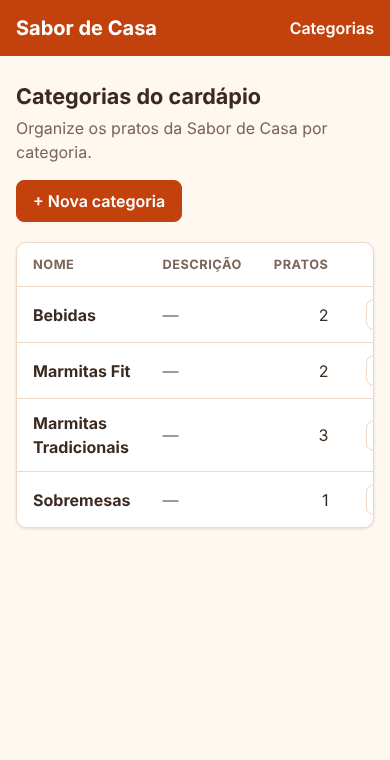 Sabor de Casa
Categorias
Categorias do cardápio
Organize os pratos da Sabor de Casa por
categoria.
+ Nova categoria
NOME DESCRIÇÃO PRATOS
Bebidas — 2
Marmitas Fit — 2
Marmitas
Tradicionais — 3
Sobremesas — 1